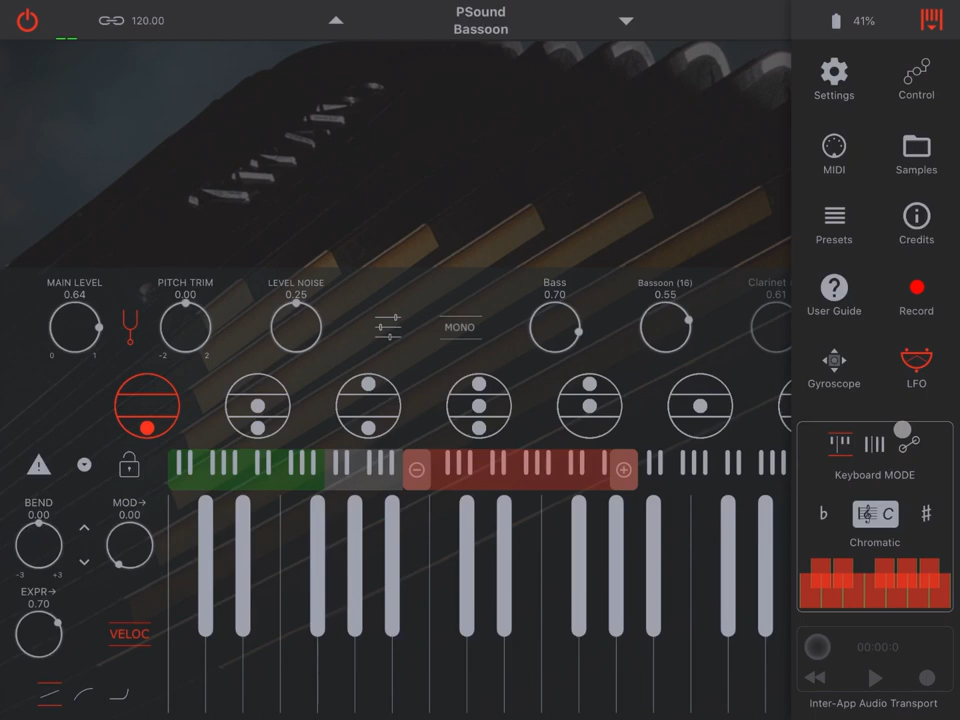 120.00
PSound
Bassoon
41%
Settings
Control
MIDI
Samples
Presets
Credits
User Guide
Record
Gyroscope
LFO
MAIN LEVEL
0.64
0
1
PITCH TRIM
0.00
-2
2
LEVEL NOISE
0.25
MONO
Bass
0.70
Bassoon (16)
0.55
Clarinet
0.61
Keyboard MODE
♭
C
♯
Chromatic
BEND
0.00
-3
+3
MOD→
0.00
EXPR→
0.70
VELOC
00:00:0
Inter-App Audio Transport